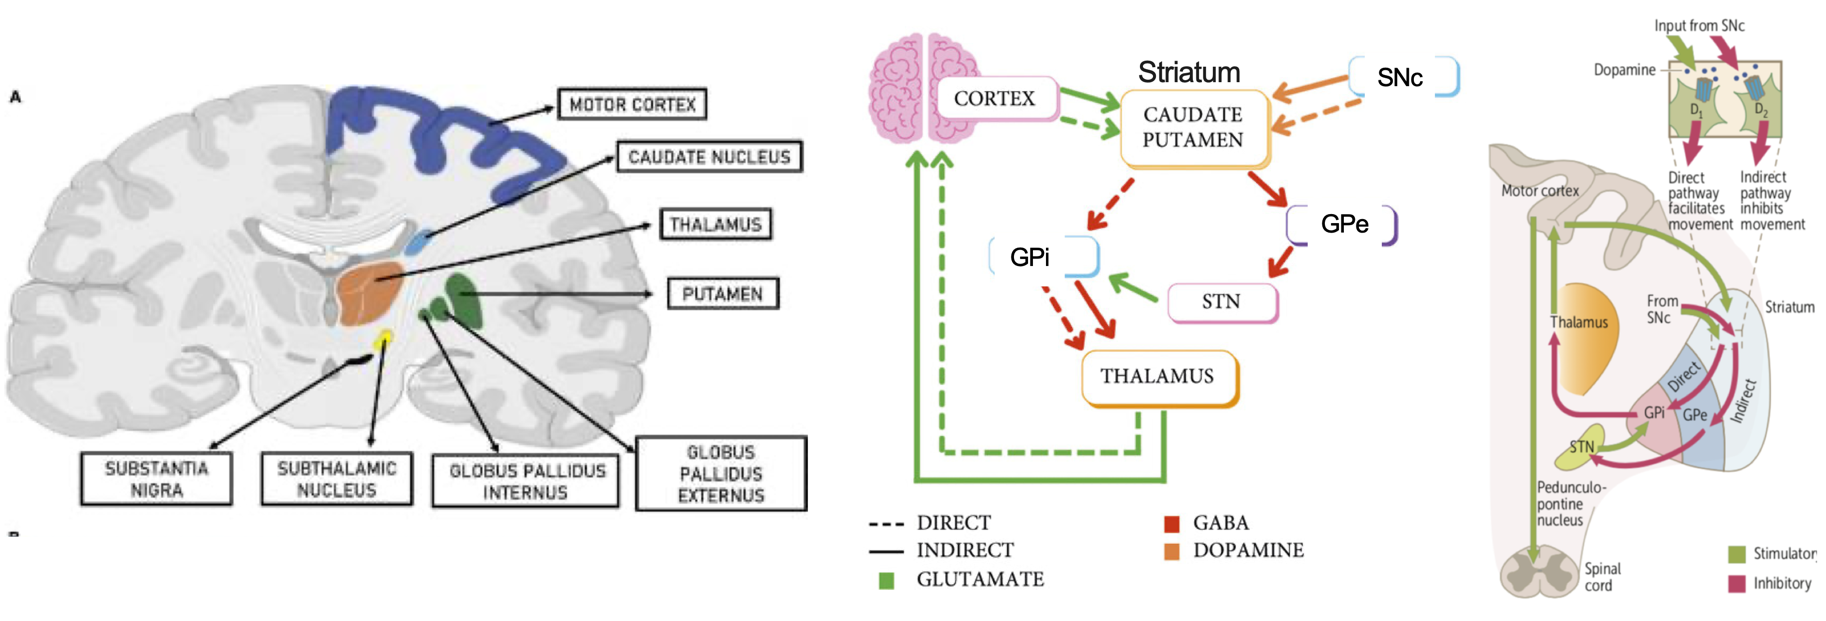 A
MOTOR CORTEX
CAUDATE NUCLEUS
THALAMUS
PUTAMEN
SUBSTANTIA
NIGRA
SUBTHALAMIC
NUCLEUS
GLOBUS PALLIDUS
INTERNUS
GLOBUS
PALLIDUS
EXTERNUS
CORTEX
Striatum
CAUDATE
PUTAMEN
SNc
GPi
GPe
STN
THALAMUS
DIRECT
INDIRECT
GLUTAMATE
GABA
DOPAMINE
Input from SNc
Dopamine
D1
D2
Direct
pathway
facilitates
movement
Indirect
pathway
inhibits
movement
Motor cortex
Thalamus
From
SNc
Striatum
Direct
Indirect
GPi
GPe
STN
Pedunculo-
pontine
nucleus
Spinal
cord
Stimulator
Inhibitory